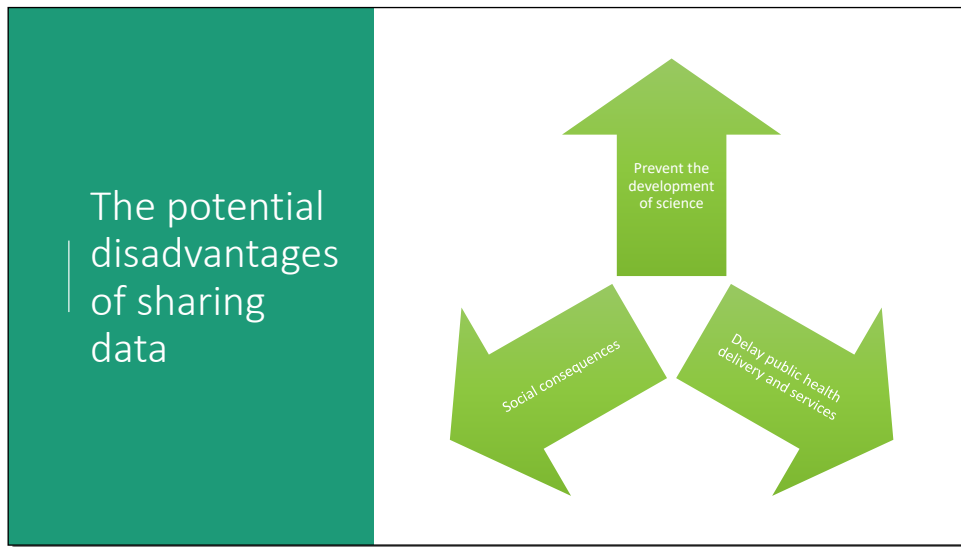 The potential
disadvantages
of sharing
data
Prevent the
development
of science
Delay public health
delivery and services
Social consequences